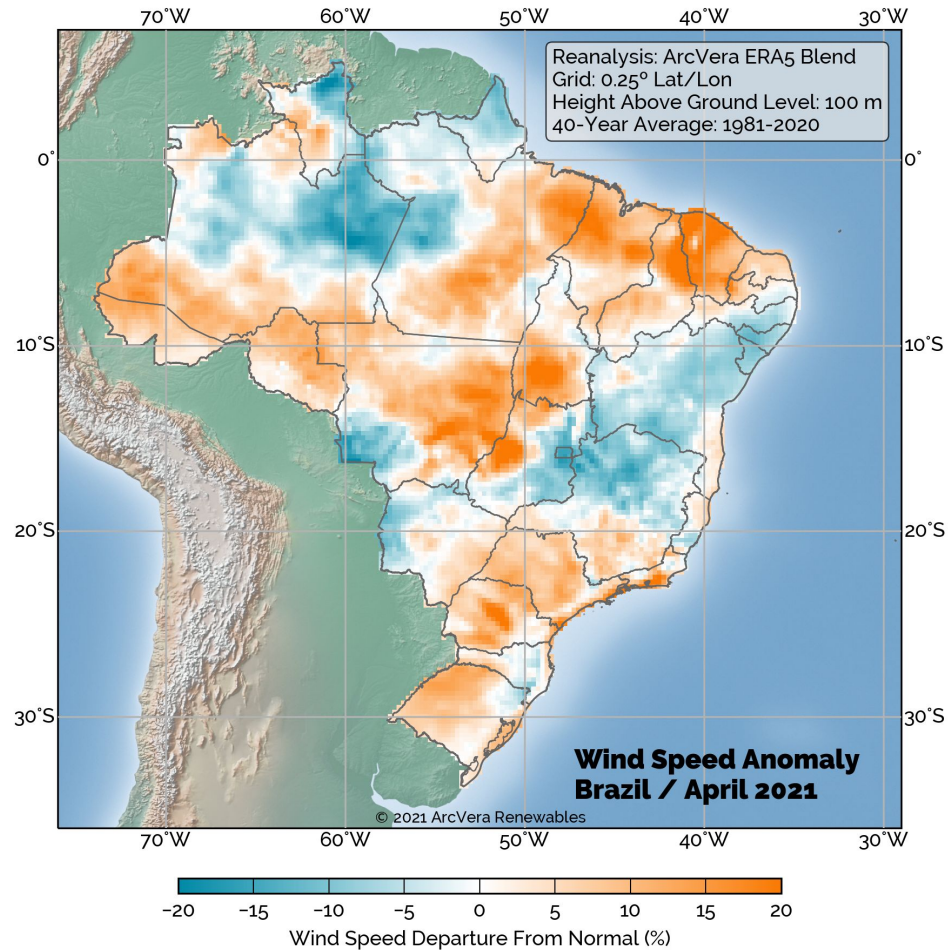 70°W 60°W 50°W 40°W 30°W
Reanalysis: ArcVera ERA5 Blend
Grid: 0.25º Lat/Lon
Height Above Ground Level: 100 m
40-Year Average: 1981-2020
0° 0°
10°S 10°S
20°S 20°S
30°S 30°S
Wind Speed Anomaly
Brazil / April 2021
© 2021 ArcVera Renewables
70°W 60°W 50°W 40°W 30°W
−20 −15 −10 −5 0 5 10 15 20
Wind Speed Departure From Normal (%)